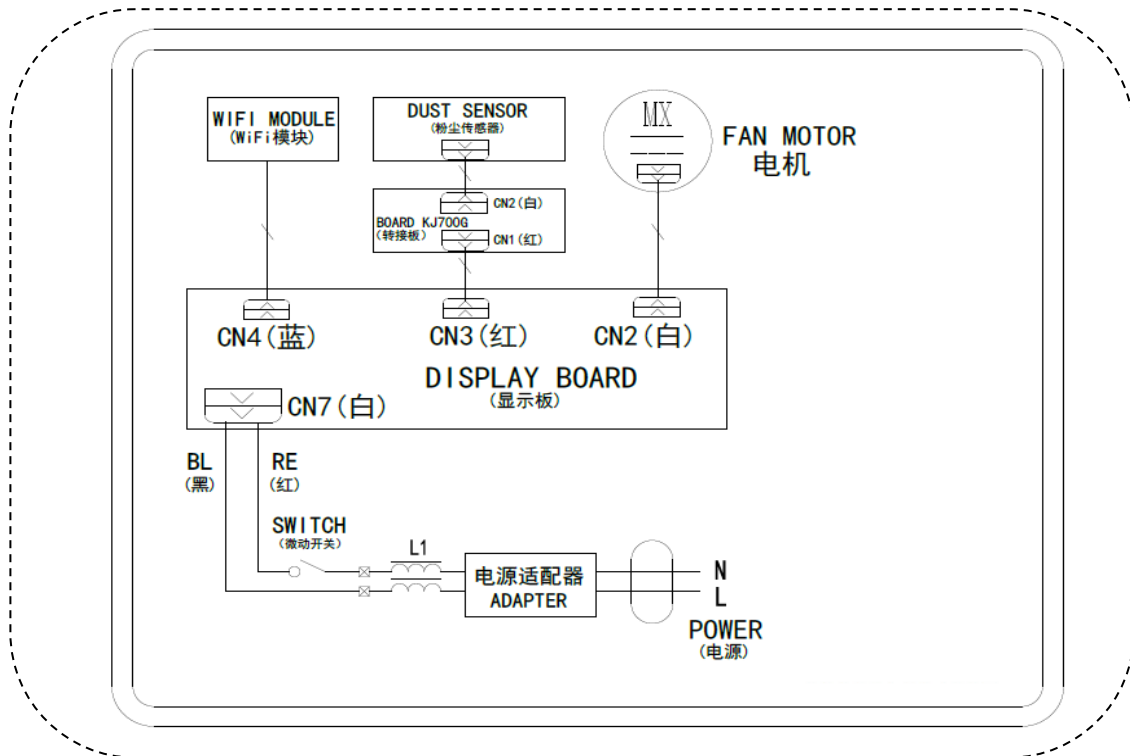 WIFI MODULE
(WiFi模块)
DUST SENSOR
(粉尘传感器)
MX
FAN MOTOR
电机
CN2(白)
BOARD KJ700G
(转接板)
CN1(红)
CN4(蓝)
CN3(红)
CN2(白)
DISPLAY BOARD
(显示板)
CN7(白)
BL
(黑)
RE
(红)
SWITCH
(微动开关)
L1
电源适配器
ADAPTER
N
L
POWER
(电源)